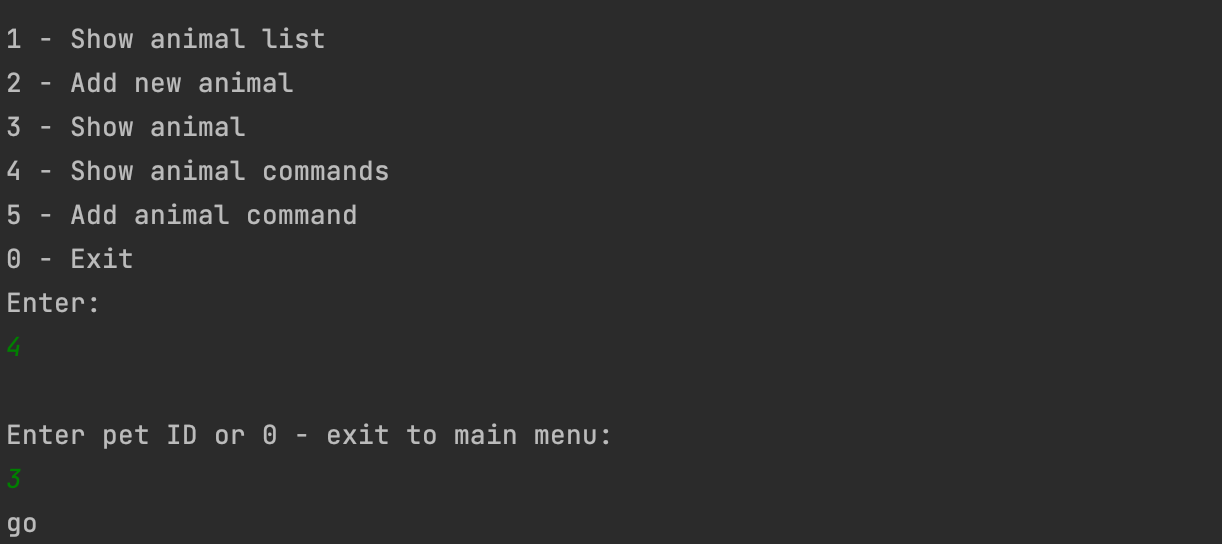 1 - Show animal list
2 - Add new animal
3 - Show animal
4 - Show animal commands
5 - Add animal command
0 - Exit
Enter:
4
Enter pet ID or 0 - exit to main menu:
3
go